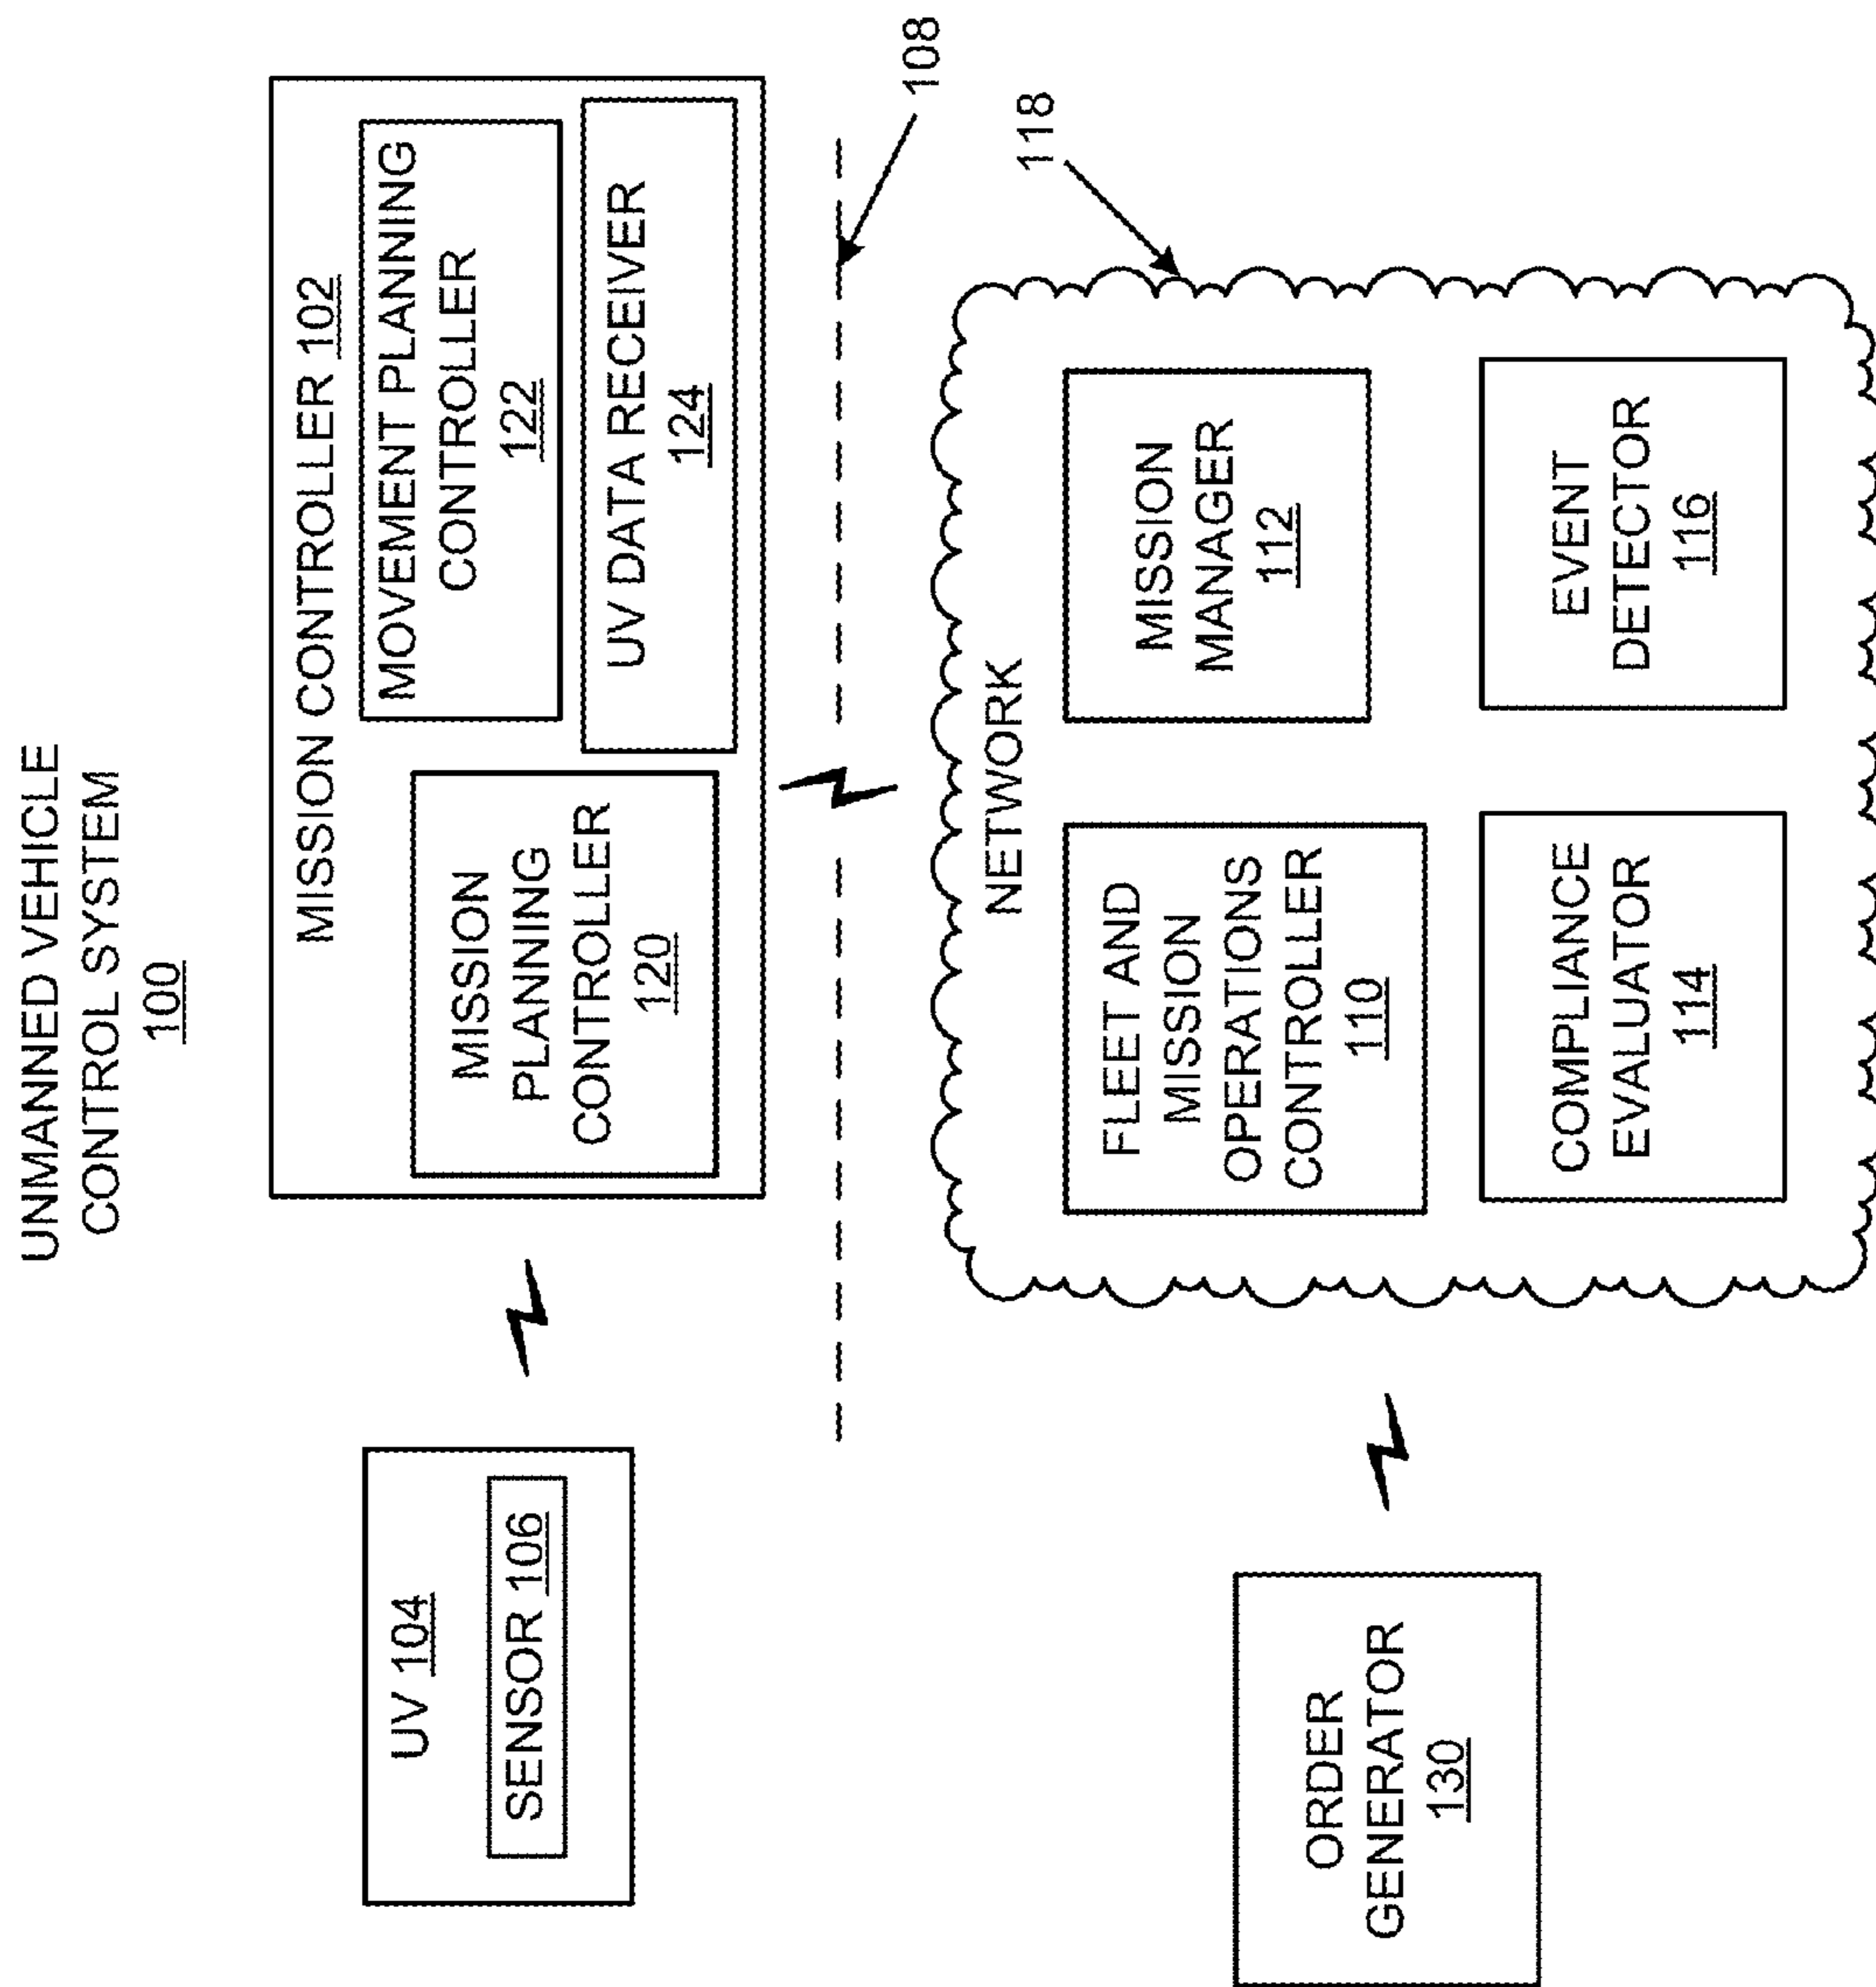 UNMANNED VEHICLE
CONTROL SYSTEM
100
UV 104
SENSOR 106
MISSION CONTROLLER 102
MISSION
PLANNING
CONTROLLER
120
MOVEMENT PLANNING
CONTROLLER
122
UV DATA RECEIVER
124
108
118
NETWORK
FLEET AND
MISSION
OPERATIONS
CONTROLLER
110
MISSION
MANAGER
112
COMPLIANCE
EVALUATOR
114
EVENT
DETECTOR
116
ORDER
GENERATOR
130